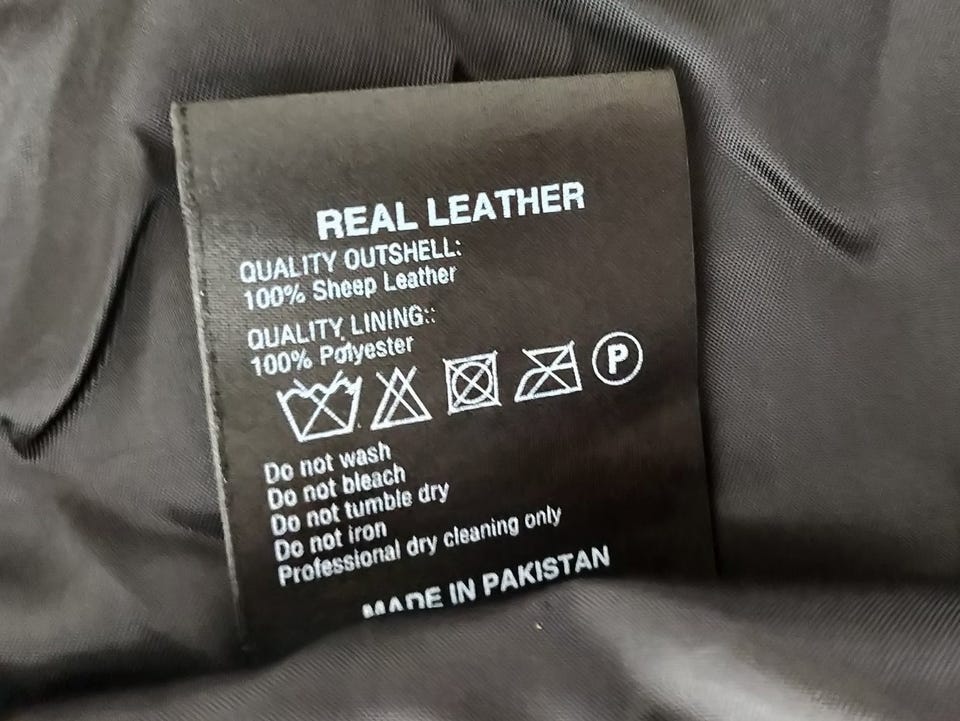 REAL LEATHER
QUALITY OUTSHELL:
100% Sheep Leather
QUALITY LINING::
100% Polyester
P
Do not wash
Do not bleach
Do not tumble dry
Do not iron
Professional dry cleaning only
MADE IN PAKISTAN